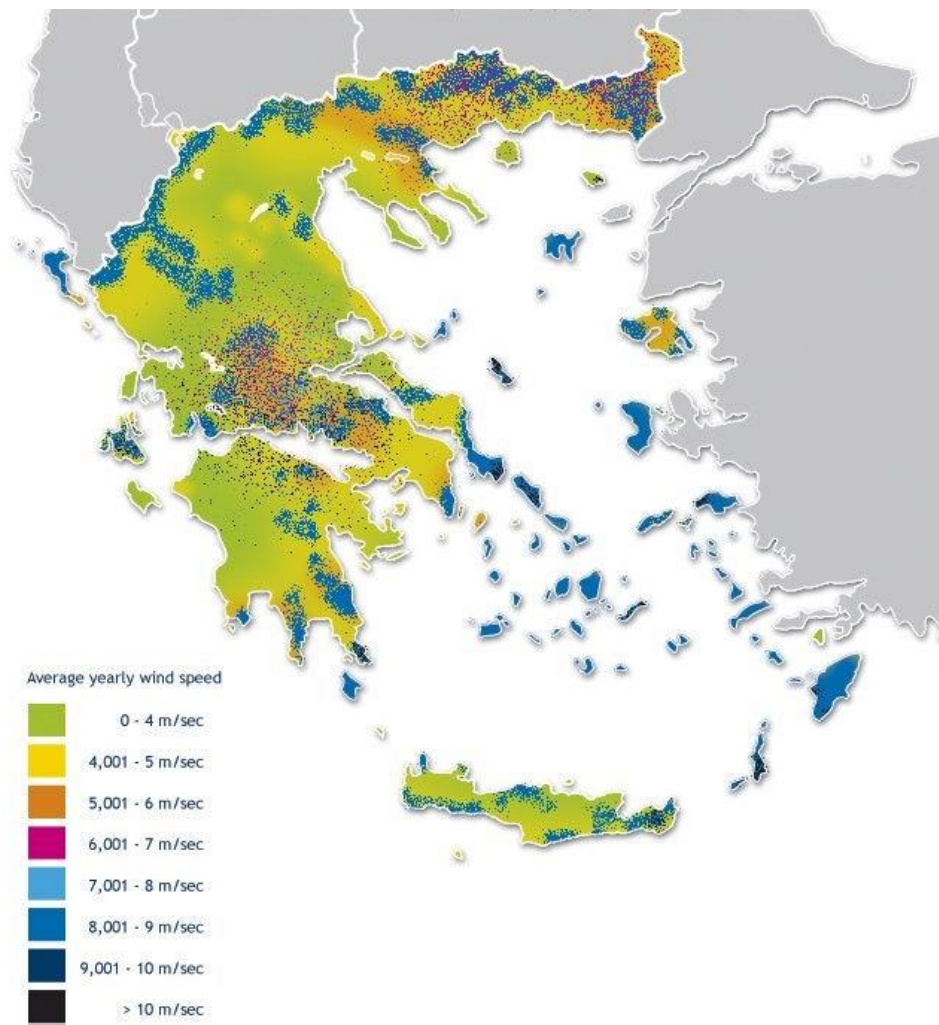 Average yearly wind speed
0 - 4 m/sec
4,001 - 5 m/sec
5,001 - 6 m/sec
6,001 - 7 m/sec
7,001 - 8 m/sec
8,001 - 9 m/sec
9,001 - 10 m/sec
> 10 m/sec